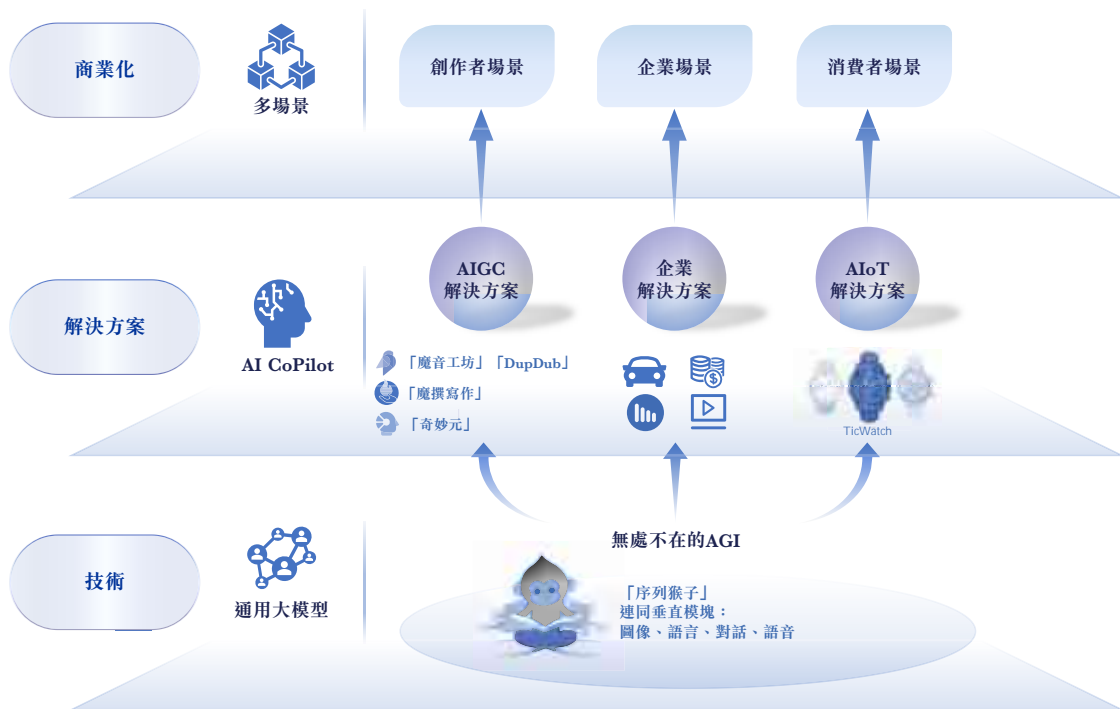 商業化
多場景
創作者場景
企業場景
消費者場景
解決方案
AI CoPilot
AIGC
解決方案
企業
解決方案
AIoT
解決方案
「魔音工坊」「DupDub」
「魔撰寫作」
「奇妙元」
TicWatch
技術
通用大模型
無處不在的AGI
「序列猴子」
連同垂直模塊：
圖像、語言、對話、語音